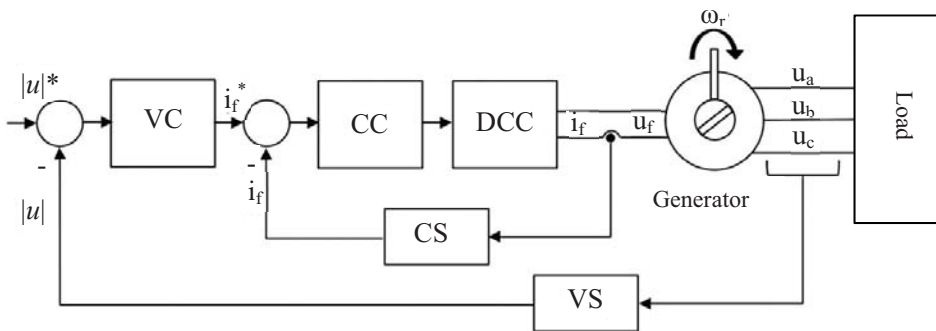 |u|*
VC
i_f*
CC
DCC
i_f
u_f
ω_r
u_a
u_b
u_c
Load
-
|u|
-
i_f
CS
Generator
VS